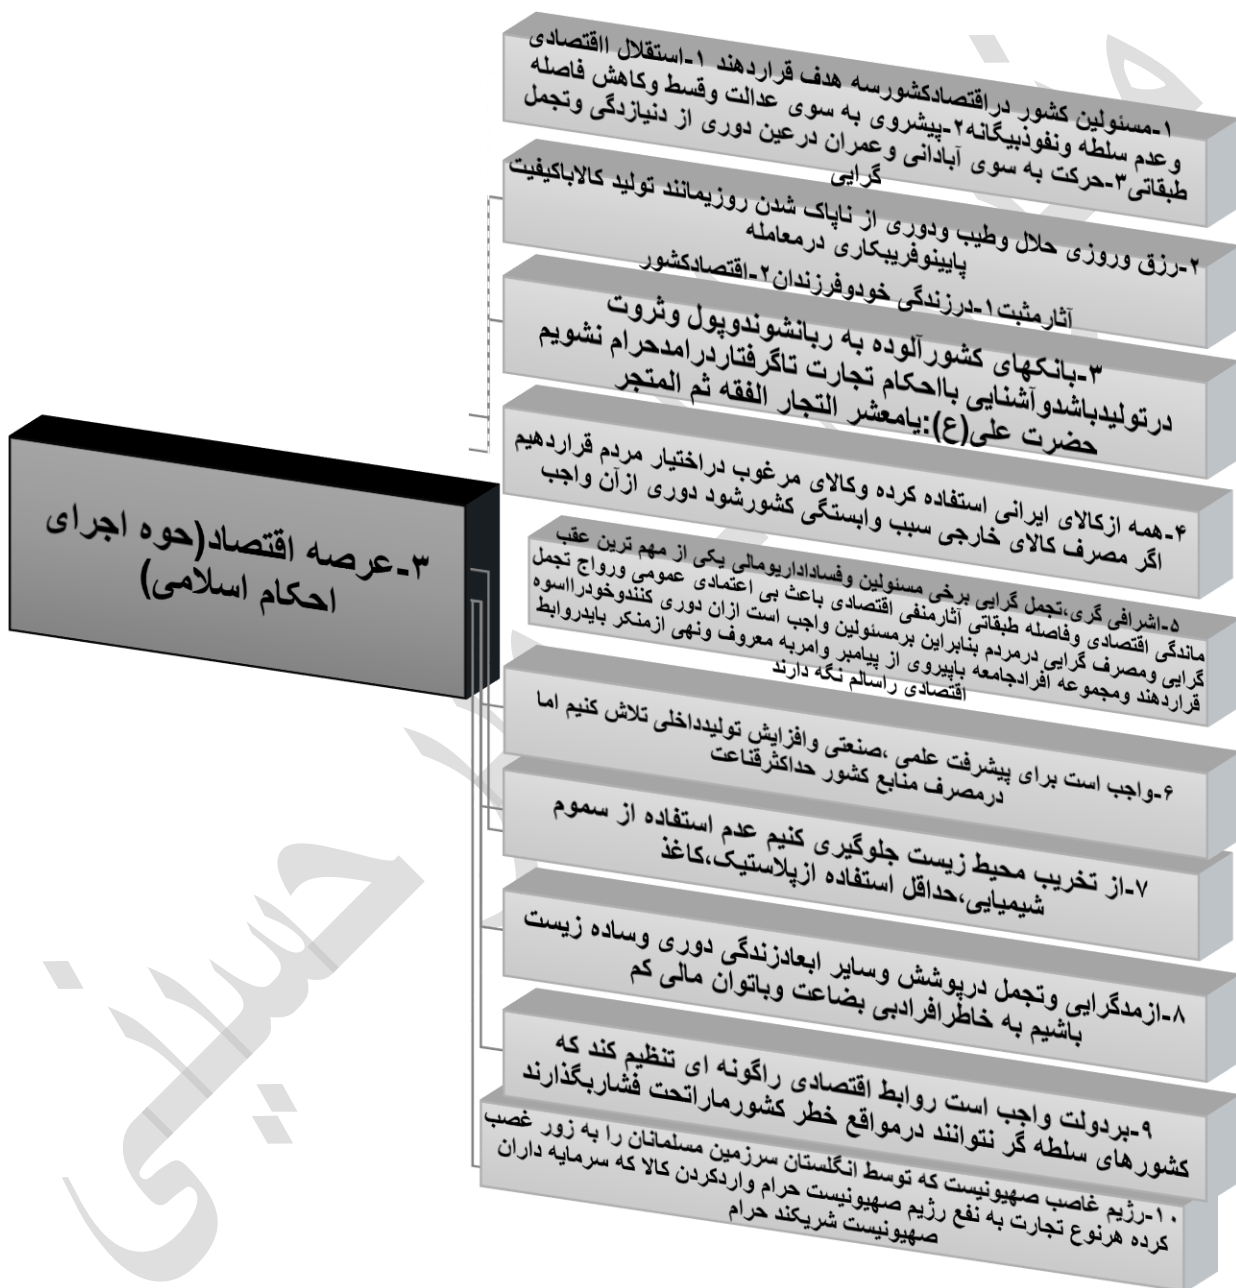 ۱-مسئولین کشور دراقتصادکشورسه هدف قراردهند ۱-استقلال ااقتصادی
وعدم سلطه ونفوذبیگانه۲-پیشروی به سوی عدالت وقسط وکاهش فاصله
طبقاتی۳-حرکت به سوی آبادانی وعمران درعین دوری از دنیازدگی وتجمل
گرایی
۲-رزق وروزی حلال وطیب ودوری از ناپاک شدن روزیمانند تولید کالاباکیفیت
پایینوفریبکاری درمعامله
آثارمثبت۱-درزندگی خودوفرزندان۲-اقتصادکشور
۳-بانکهای کشورآلوده به ربانشوندوپول وثروت
درتولیدباشدوآشنایی بااحکام تجارت تاگرفتاردرامدحرام نشویم
حضرت علی(ع):یامعشر التجار الفقه ثم المتجر
۴-همه ازکالای ایرانی استفاده کرده وکالای مرغوب دراختیار مردم قراردهیم
اگر مصرف کالای خارجی سبب وابستگی کشورشود دوری ازآن واجب
۵-اشرافی گری،تجمل گرایی برخی مسئولین وفساداداریومالی یکی از مهم ترین عقب
ماندگی اقتصادی وفاصله طبقاتی آثارمنفی اقتصادی باعث بی اعتمادی عمومی ورواج تجمل
گرایی ومصرف گرایی درمردم بنابراین برمسئولین واجب است ازان دوری کنندوخودرااسوه
قراردهند ومجموعه افرادجامعه باپیروی از پیامبر وامربه معروف ونهی ازمنکر بایدروابط
اقتصادی راسالم نگه دارند
۶-واجب است برای پیشرفت علمی ،صنعتی وافزایش تولیدداخلی تلاش کنیم اما
درمصرف منابع کشور حداکثرقناعت
۷-از تخریب محیط زیست جلوگیری کنیم عدم استفاده از سموم
شیمیایی،حداقل استفاده ازپلاستیک،کاغذ
۸-ازمدگرایی وتجمل درپوشش وسایر ابعادزندگی دوری وساده زیست
باشیم به خاطرافرادبی بضاعت وباتوان مالی کم
۹-بردولت واجب است روابط اقتصادی راگونه ای تنظیم کند که
کشورهای سلطه گر نتوانند درمواقع خطر کشورماراتحت فشاربگذارند
۱۰-رژیم غاصب صهیونیست که توسط انگلستان سرزمین مسلمانان را به زور غصب
کرده هرنوع تجارت به نفع رژیم صهیونیست حرام واردکردن کالا که سرمایه داران
صهیونیست شریکند حرام
۳-عرصه اقتصاد(حوه اجرای
احکام اسلامی)
حسینی